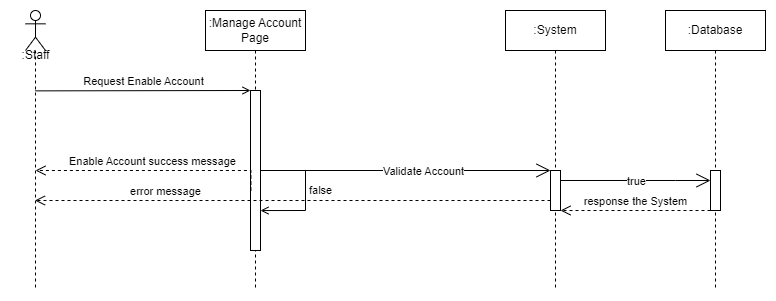 :Manage Account
Page
:System
:Database
:Staff
Request Enable Account
Enable Account success message
Validate Account
true
error message
false
response the System